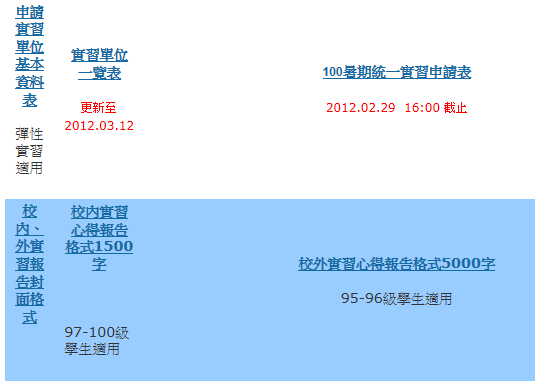 申請
實習
單位
基本
資料
表
彈性
實習
適用
實習單位
一覽表
更新至
2012.03.12
100暑期統一實習申請表
2012.02.29 16:00 截止
校
內、
外實
習報
告封
面格
式
校內實習
心得報告
格式1500
字
97-100級
學生適用
校外實習心得報告格式5000字
95-96級學生適用